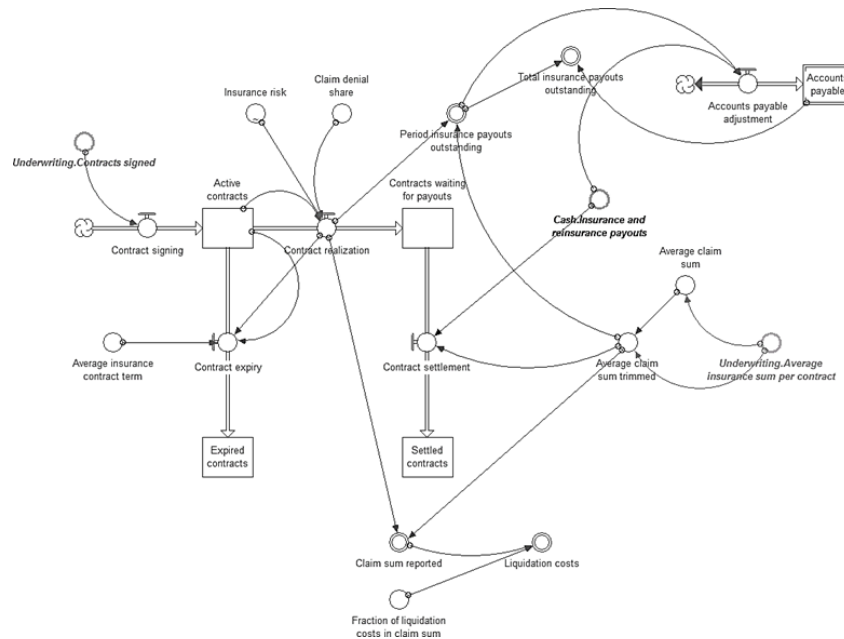 Claim denial
share
Insurance risk
Total insurance payouts
outstanding
Accounts
payable
Accounts payable
adjustment
Period insurance payouts
outstanding
Underwriting.Contracts signed
Active
contracts
Contracts waiting
for payouts
Cash.Insurance and
reinsurance payouts
Contract signing
Contract realization
Average claim
sum
Average insurance
contract term
Contract expiry
Contract settlement
Average claim
sum trimmed
Underwriting.Average
insurance sum per contract
Expired
contracts
Settled
contracts
Claim sum reported
Liquidation costs
Fraction of liquidation
costs in claim sum